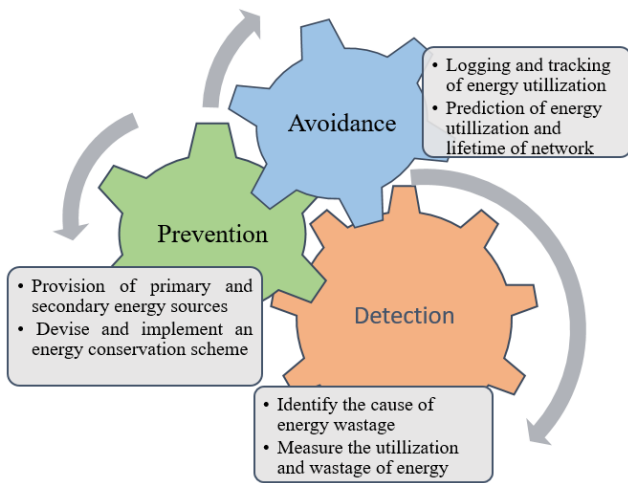 Avoidance
• Logging and tracking
of energy utillization
• Prediction of energy
utillization and
lifetime of network
Prevention
• Provision of primary and
secondary energy sources
• Devise and implement an
energy conservation scheme
Detection
• Identify the cause of
energy wastage
• Measure the utillization
and wastage of energy